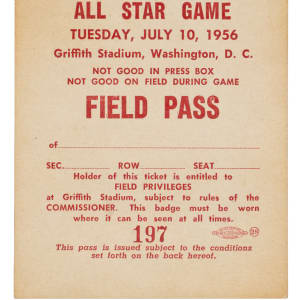 ALL STAR GAME
TUESDAY, JULY 10, 1956
Griffith Stadium, Washington, D. C.
NOT GOOD IN PRESS BOX
NOT GOOD ON FIELD DURING GAME
FIELD PASS
of
SEC. ROW SEAT
Holder of this ticket is entitled to
FIELD PRIVILEGES
at Griffith Stadium, subject to rules of the
COMMISSIONER. This badge must be worn
where it can be seen at all times.
197
This pass is issued subject to the conditions
set forth on the back hereof.